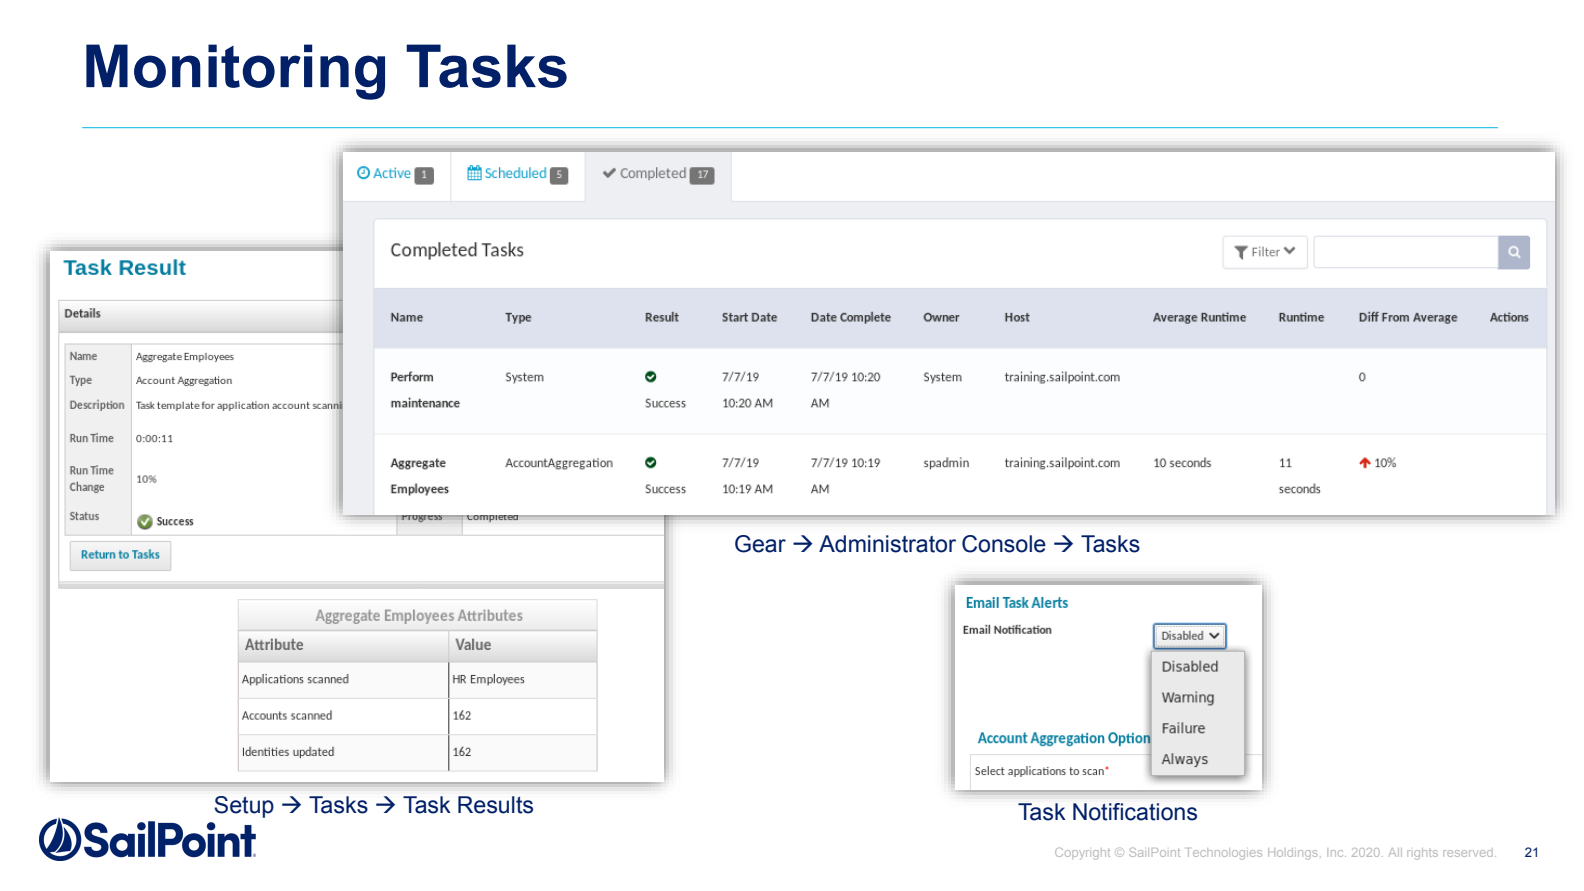 Monitoring Tasks
Active 1 Scheduled 5 Completed 17
Completed Tasks
Filter
Name Type Result Start Date Date Complete Owner Host Average Runtime Runtime Diff From Average Actions
Perform System 7/7/19 7/7/19 10:20 System training.sailpoint.com 0
maintenance Success 10:20 AM AM
Aggregate AccountAggregation 7/7/19 7/7/19 10:19 spadmin training.sailpoint.com 10 seconds 11 10%
Employees Success 10:19 AM AM seconds
Gear → Administrator Console → Tasks
Task Result
Details
Name Aggregate Employees
Type Account Aggregation
Description Task template for application account scanni
Run Time 0:00:11
Run Time
Change 10%
Status Success Progress Completed
Return to Tasks
Aggregate Employees Attributes
Attribute Value
Applications scanned HR Employees
Accounts scanned 162
Identities updated 162
Setup → Tasks → Task Results
Email Task Alerts
Email Notification Disabled
Disabled
Warning
Failure
Always
Account Aggregation Option
Select applications to scan*
Task Notifications
SailPoint
Copyright © SailPoint Technologies Holdings, Inc. 2020. All rights reserved. 21